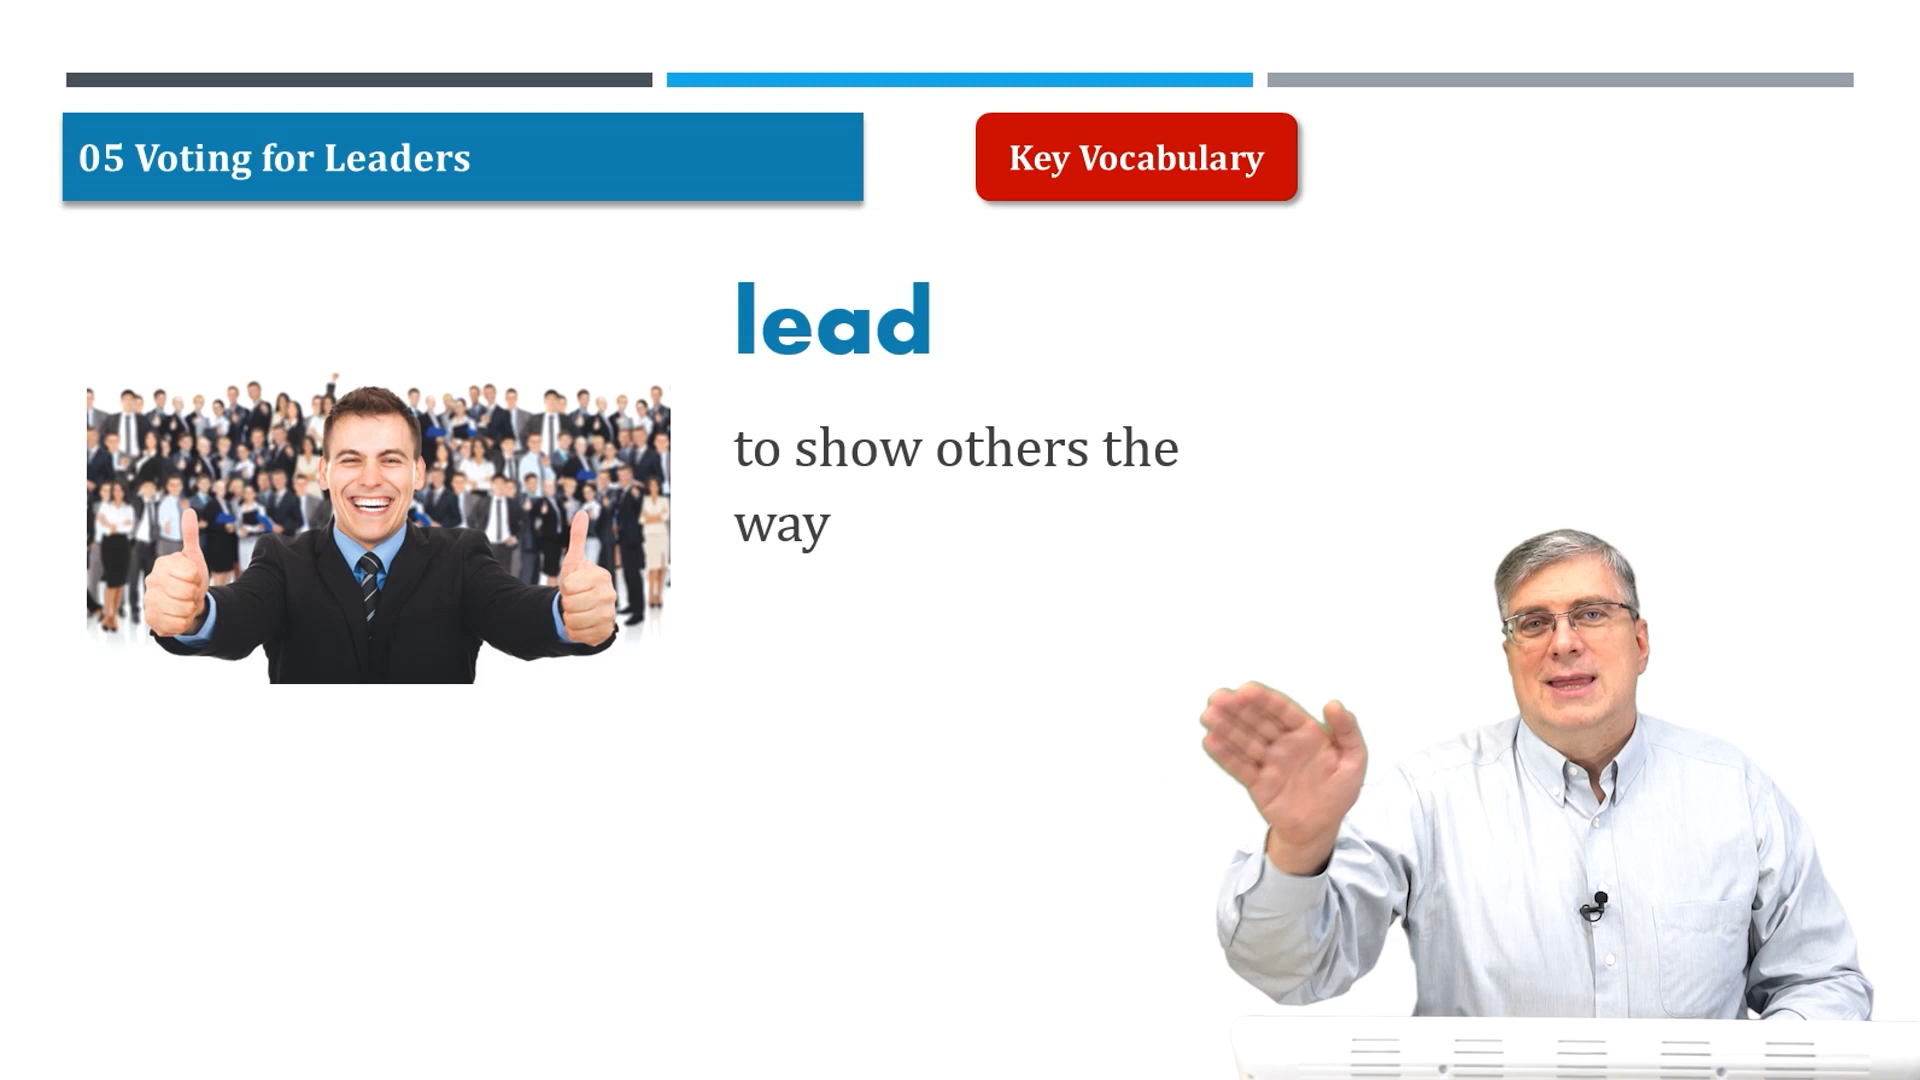 05 Voting for Leaders
Key Vocabulary
lead
to show others the
way